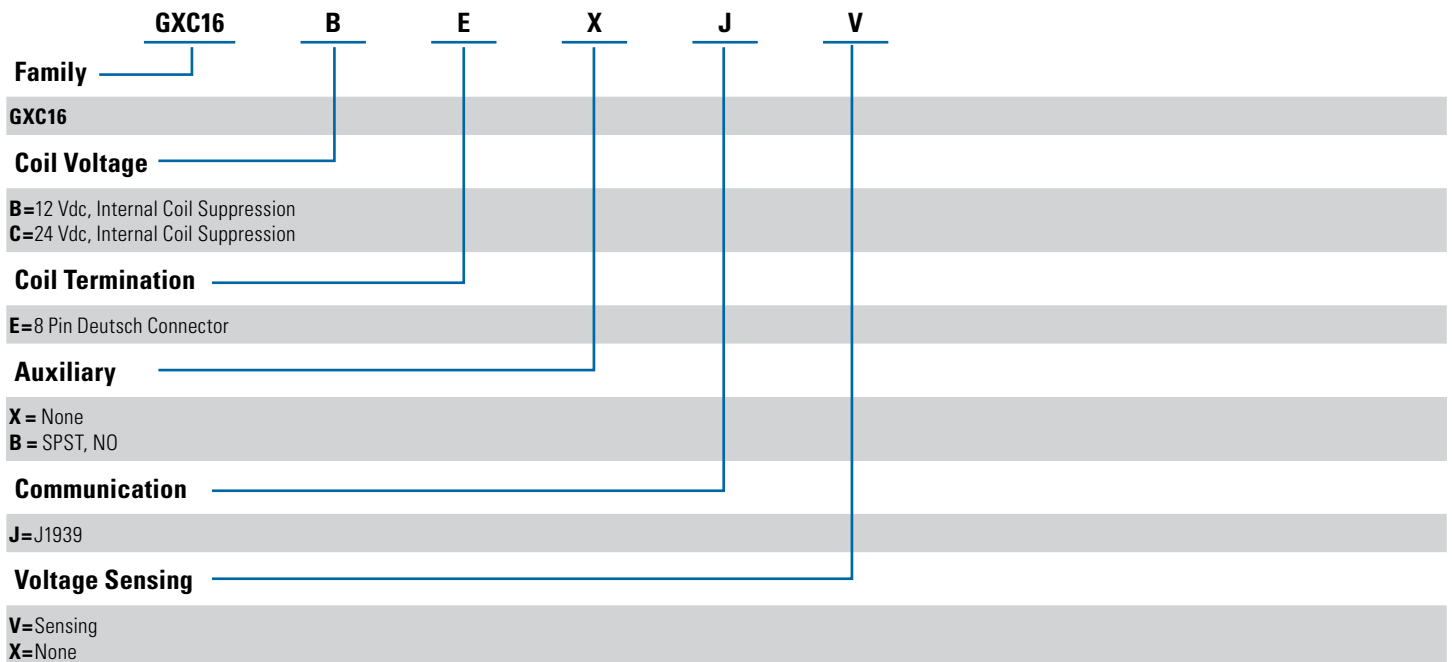 GXC16 B E X J V
Family
GXC16
Coil Voltage
B=12 Vdc, Internal Coil Suppression
C=24 Vdc, Internal Coil Suppression
Coil Termination
E=8 Pin Deutsch Connector
Auxiliary
X = None
B = SPST, NO
Communication
J=J1939
Voltage Sensing
V=Sensing
X=None